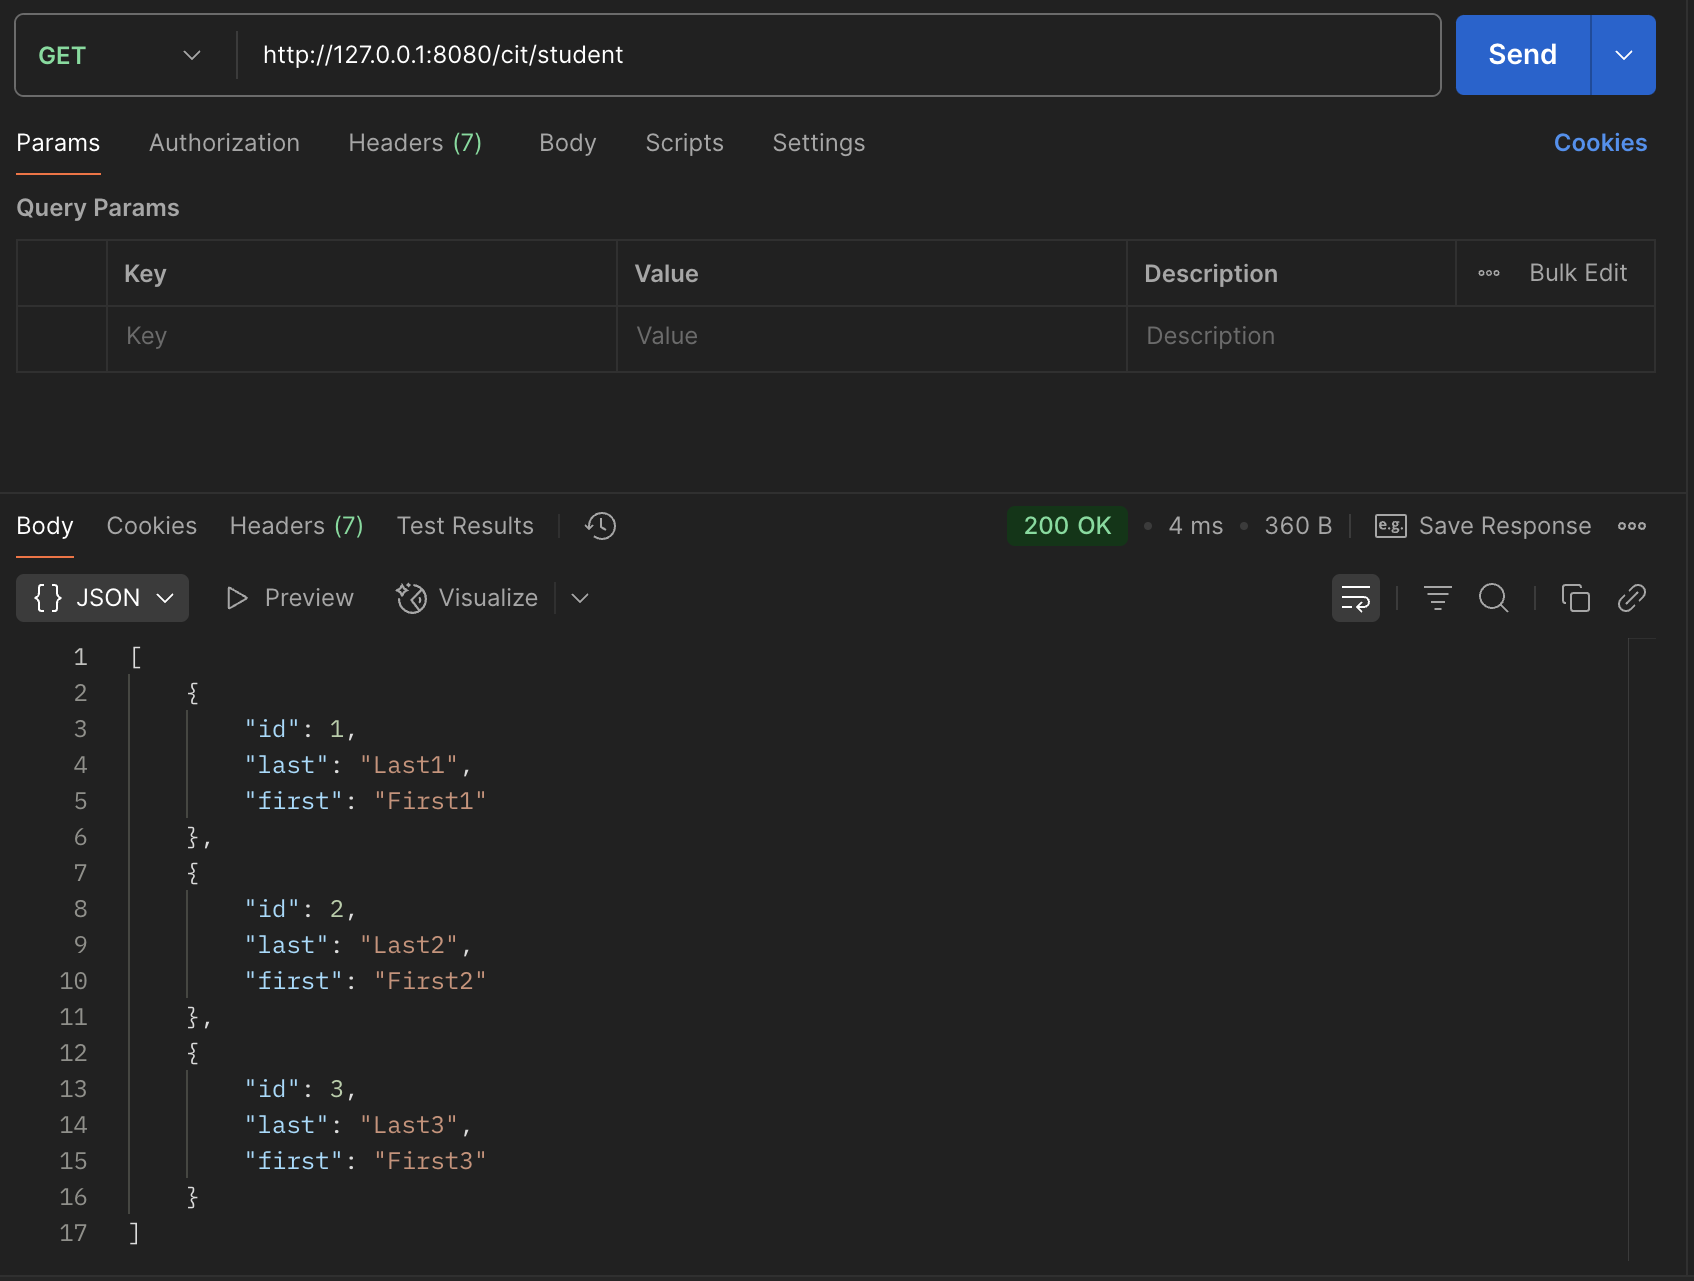 GET http://127.0.0.1:8080/cit/student Send
Params Authorization Headers (7) Body Scripts Settings Cookies
Query Params
Key Value Description ooo Bulk Edit
Key Value Description
Body Cookies Headers (7) Test Results 200 OK • 4 ms • 360 B e.g. Save Response ooo
{} JSON Preview Visualize
1 [
2 {
3 "id": 1,
4 "last": "Last1",
5 "first": "First1"
6 },
7 {
8 "id": 2,
9 "last": "Last2",
10 "first": "First2"
11 },
12 {
13 "id": 3,
14 "last": "Last3",
15 "first": "First3"
16 }
17 ]